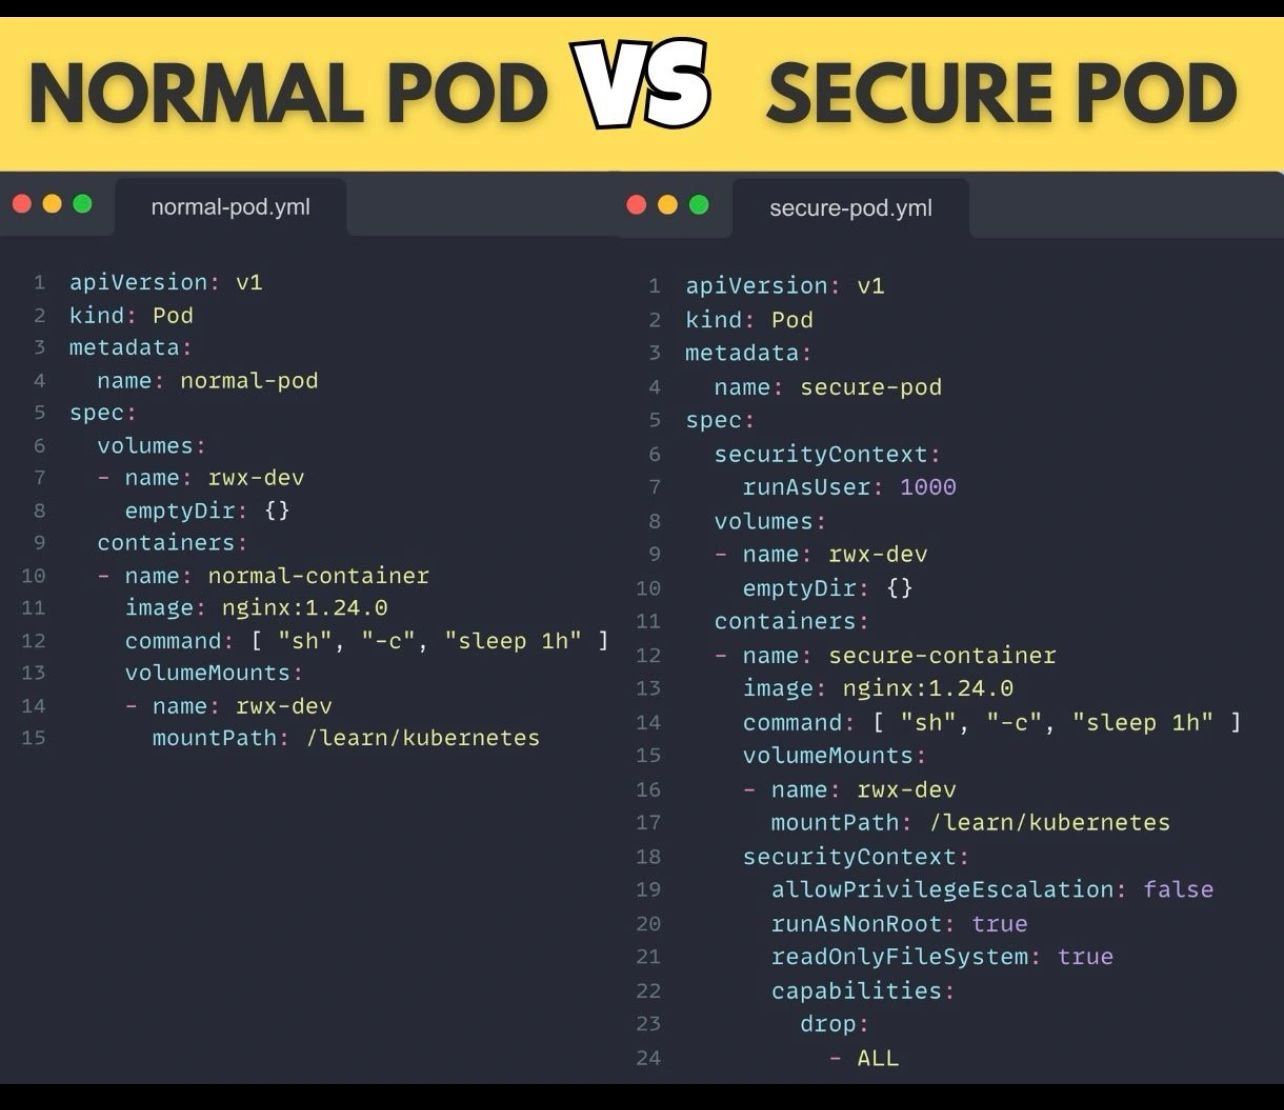 NORMAL POD VS SECURE POD
normal-pod.yml
1 apiVersion: v1
2 kind: Pod
3 metadata:
4   name: normal-pod
5 spec:
6   volumes:
7   - name: rwx-dev
8     emptyDir: {}
9   containers:
10   - name: normal-container
11     image: nginx:1.24.0
12     command: [ "sh", "-c", "sleep 1h" ]
13     volumeMounts:
14     - name: rwx-dev
15       mountPath: /learn/kubernetes
secure-pod.yml
1 apiVersion: v1
2 kind: Pod
3 metadata:
4   name: secure-pod
5 spec:
6   securityContext:
7     runAsUser: 1000
8   volumes:
9   - name: rwx-dev
10     emptyDir: {}
11   containers:
12   - name: secure-container
13     image: nginx:1.24.0
14     command: [ "sh", "-c", "sleep 1h" ]
15     volumeMounts:
16     - name: rwx-dev
17       mountPath: /learn/kubernetes
18     securityContext:
19       allowPrivilegeEscalation: false
20       runAsNonRoot: true
21       readOnlyFileSystem: true
22       capabilities:
23         drop:
24           - ALL